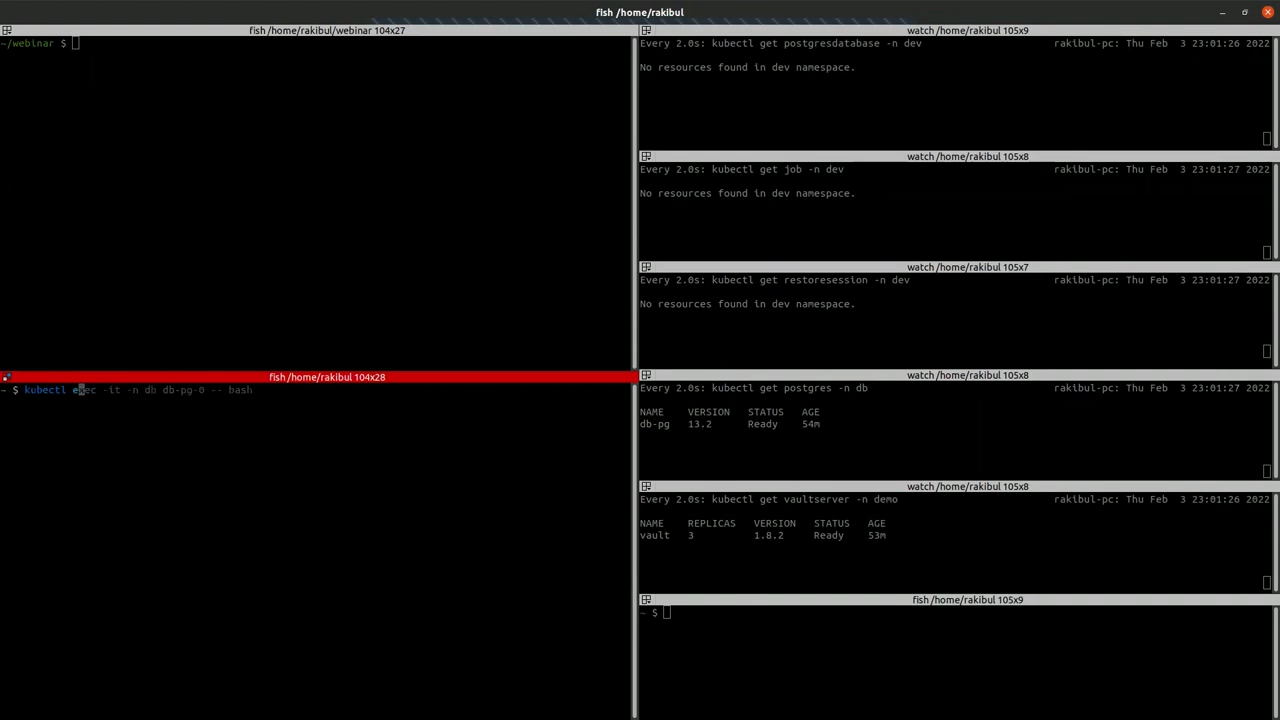 fish /home/rakibul
fish /home/rakibul/webinar 104x27
~/webinar $
fish /home/rakibul 104x28
~ $ kubectl exec -it -n db db-pg-0 -- bash
watch /home/rakibul 105x9
Every 2.0s: kubectl get postgresdatabase -n dev rakibul-pc: Thu Feb 3 23:01:26 2022
No resources found in dev namespace.
watch /home/rakibul 105x8
Every 2.0s: kubectl get job -n dev rakibul-pc: Thu Feb 3 23:01:27 2022
No resources found in dev namespace.
watch /home/rakibul 105x7
Every 2.0s: kubectl get restoresession -n dev rakibul-pc: Thu Feb 3 23:01:27 2022
No resources found in dev namespace.
watch /home/rakibul 105x8
Every 2.0s: kubectl get postgres -n db rakibul-pc: Thu Feb 3 23:01:27 2022
NAME VERSION STATUS AGE
db-pg 13.2 Ready 54m
watch /home/rakibul 105x8
Every 2.0s: kubectl get vaultserver -n demo rakibul-pc: Thu Feb 3 23:01:26 2022
NAME REPLICAS VERSION STATUS AGE
vault 3 1.8.2 Ready 53m
fish /home/rakibul 105x9
~ $